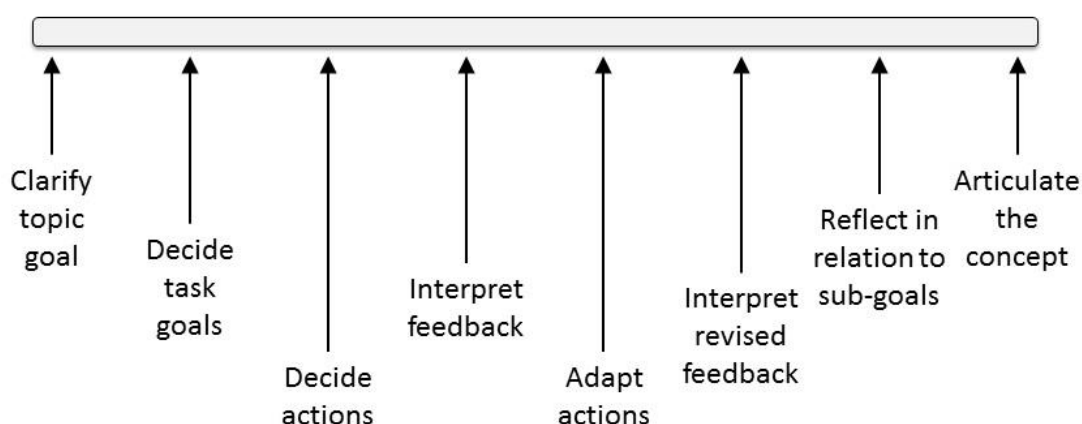 Clarify
topic
goal
Decide
task
goals
Decide
actions
Interpret
feedback
Adapt
actions
Interpret
revised
feedback
Reflect in
relation to
sub-goals
Articulate
the
concept